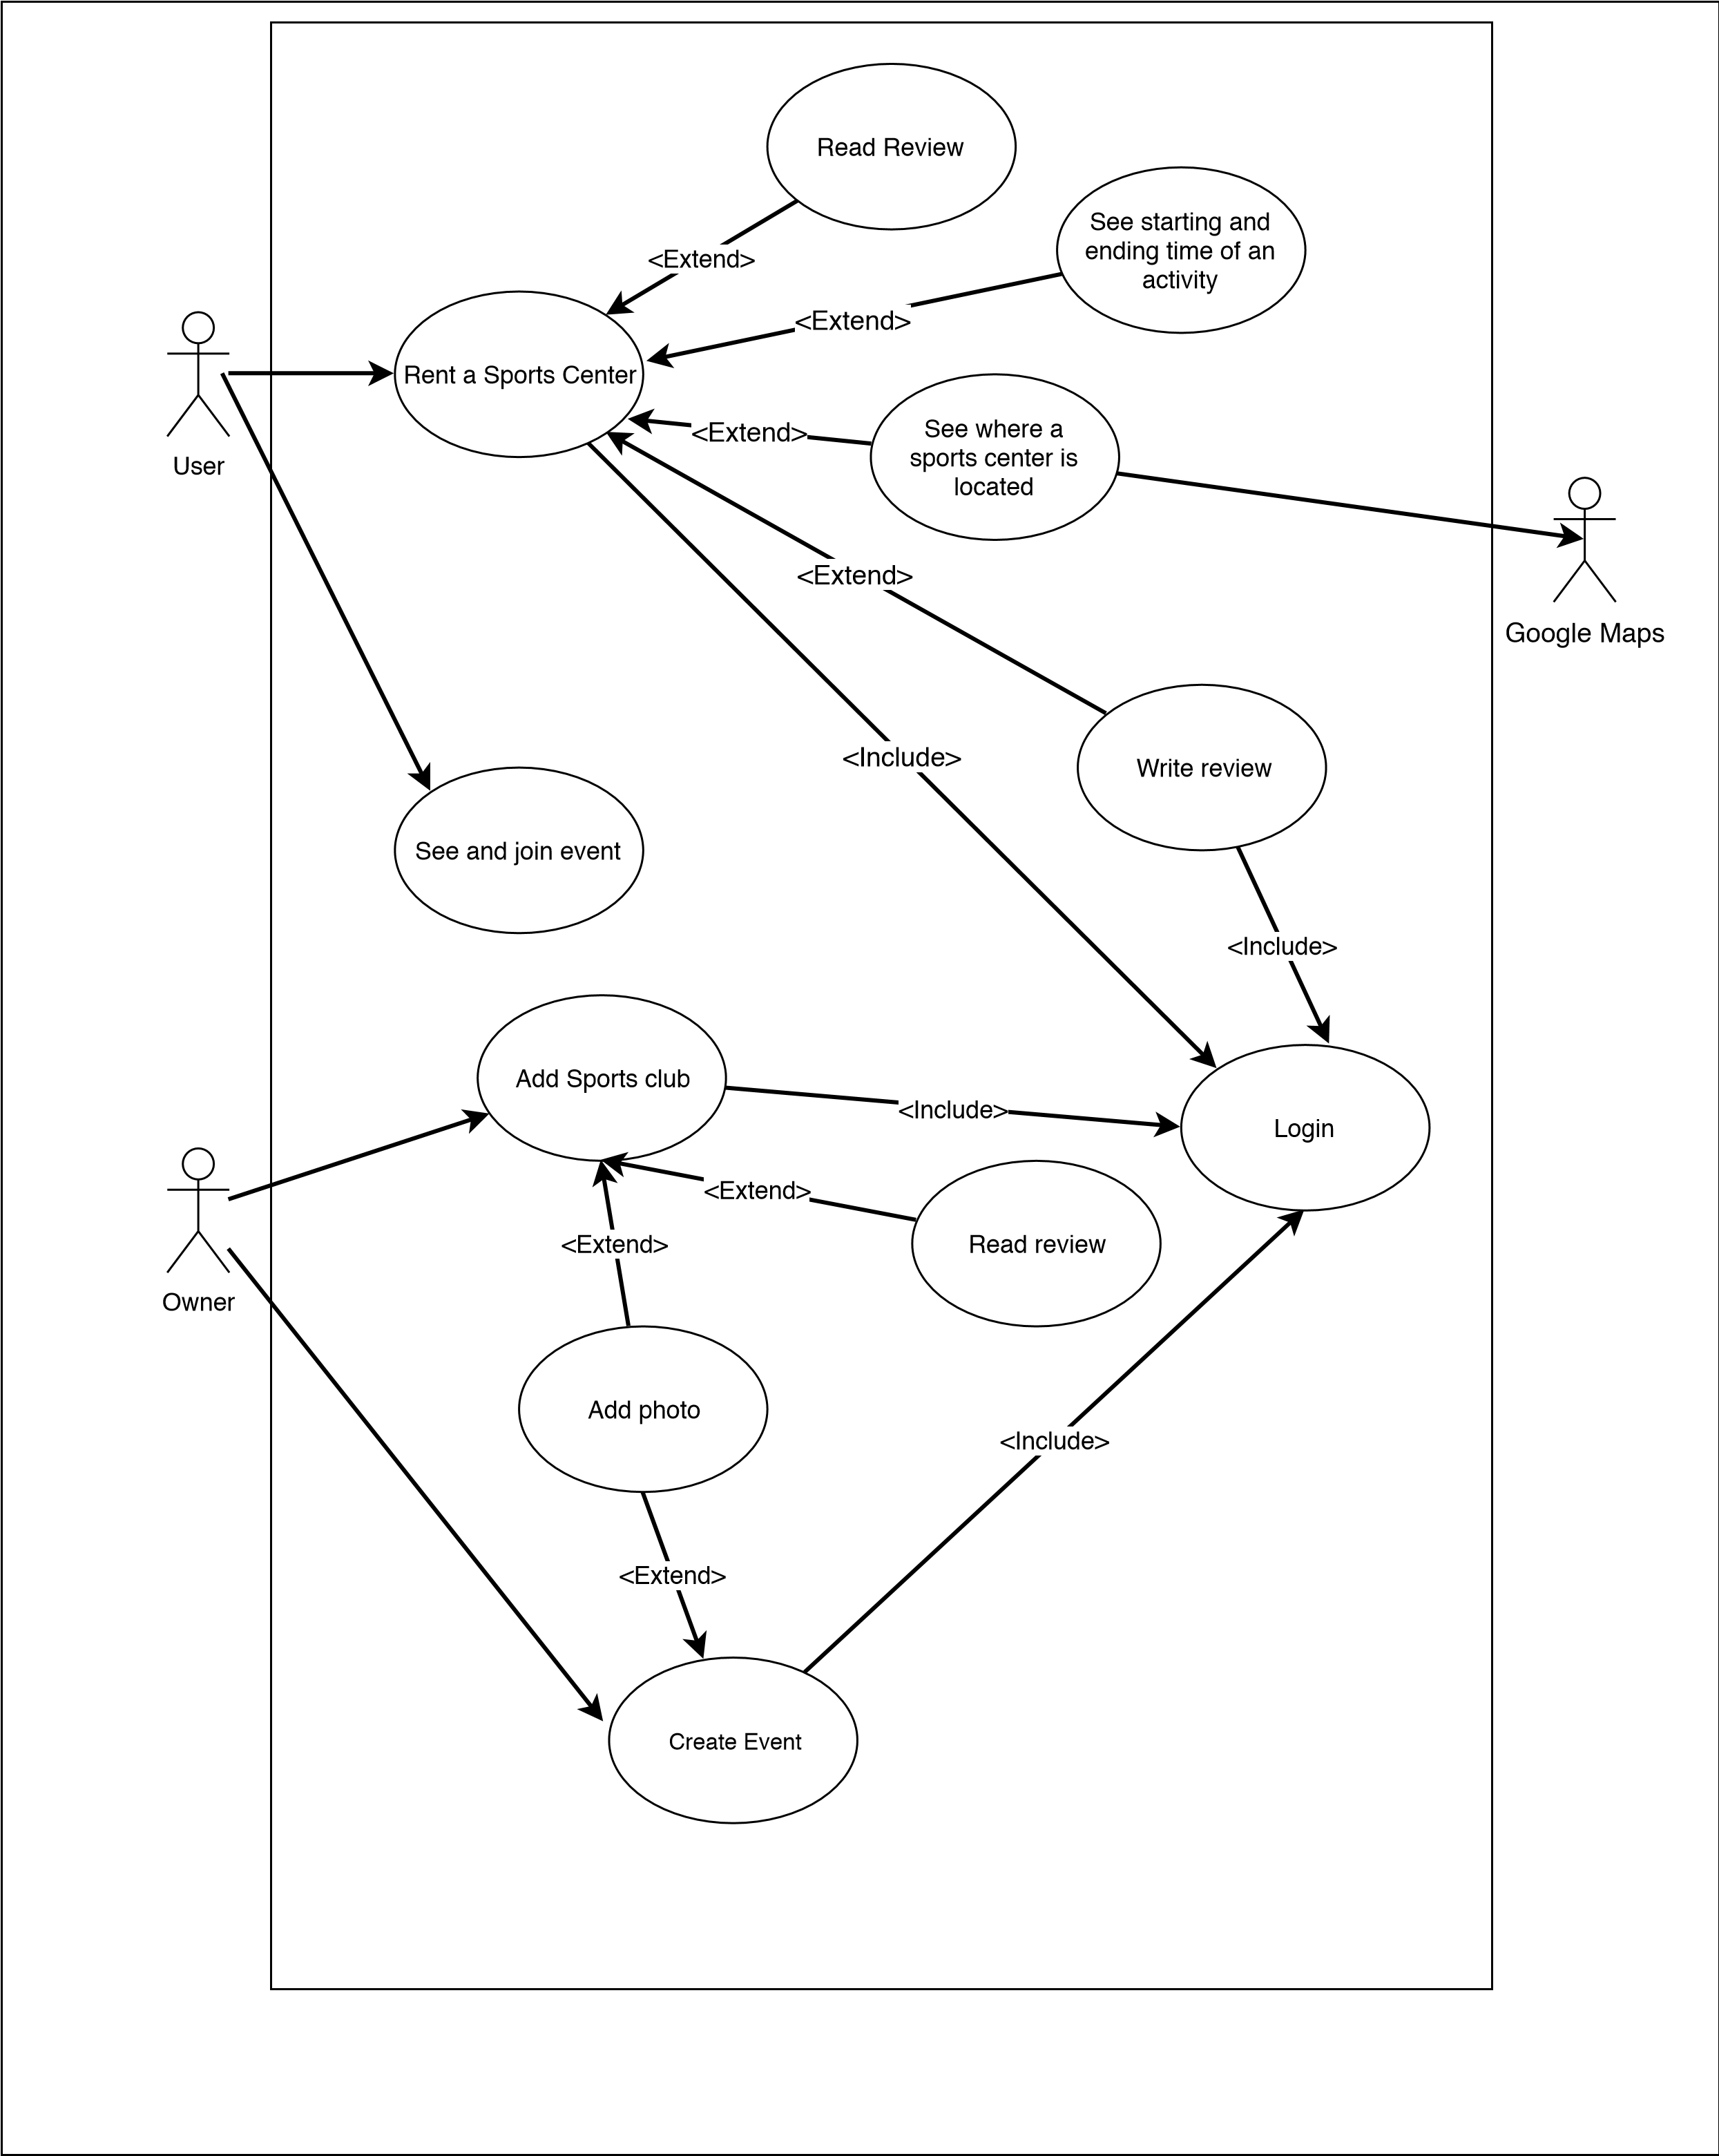 Read Review
See starting and
ending time of an
activity
<Extend>
<Extend>
Rent a Sports Center
User
<Extend>
See where a
sports center is
located
Google Maps
<Extend>
<Include>
Write review
See and join event
<Include>
Add Sports club
<Include>
Login
<Extend>
<Extend>
Read review
Owner
Add photo
<Include>
<Extend>
Create Event